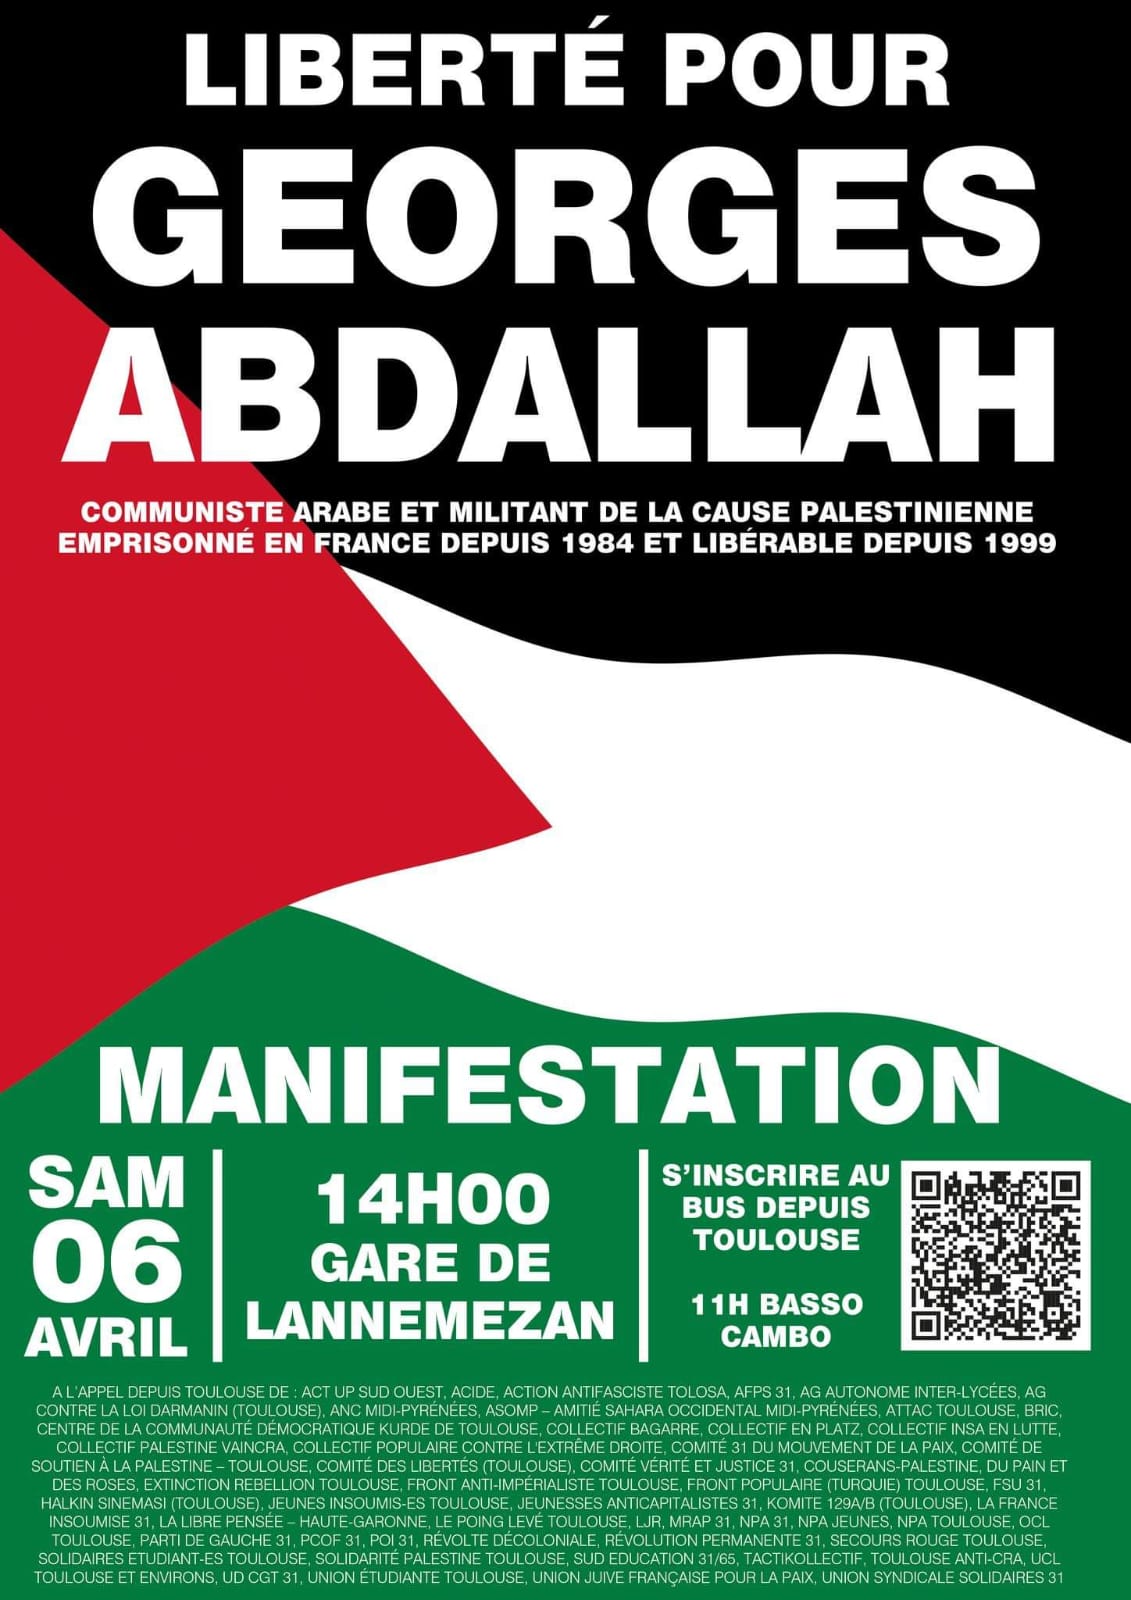 LIBERTÉ POUR
GEORGES
ABDALLAH
COMMUNISTE ARABE ET MILITANT DE LA CAUSE PALESTINIENNE
EMPRISONNÉ EN FRANCE DEPUIS 1984 ET LIBÉRABLE DEPUIS 1999
MANIFESTATION
SAM
06
AVRIL
14H00
GARE DE
LANNEMEZAN
S'INSCRIRE AU
BUS DEPUIS
TOULOUSE
11H BASSO
CAMBO
A L'APPEL DEPUIS TOULOUSE DE : ACT UP SUD OUEST, ACIDE, ACTION ANTIFASCISTE TOLOSA, AFPS 31, AG AUTONOME INTER-LYCÉES, AG
CONTRE LA LOI DARMANIN (TOULOUSE), ANC MIDI-PYRÉNÉES, ASOMP – AMITIÉ SAHARA OCCIDENTAL MIDI-PYRÉNÉES, ATTAC TOULOUSE, BRIC,
CENTRE DE LA COMMUNAUTÉ DÉMOCRATIQUE KURDE DE TOULOUSE, COLLECTIF BAGARRE, COLLECTIF EN PLATZ, COLLECTIF INSA EN LUTTE,
COLLECTIF PALESTINE VAINCRA, COLLECTIF POPULAIRE CONTRE L'EXTRÊME DROITE, COMITÉ 31 DU MOUVEMENT DE LA PAIX, COMITÉ DE
SOUTIEN À LA PALESTINE – TOULOUSE, COMITÉ DES LIBERTÉS (TOULOUSE), COMITÉ VÉRITÉ ET JUSTICE 31, COUSERANS-PALESTINE, DU PAIN ET
DES ROSES, EXTINCTION REBELLION TOULOUSE, FRONT ANTI-IMPÉRIALISTE TOULOUSE, FRONT POPULAIRE (TURQUIE) TOULOUSE, FSU 31,
HALKIN SINEMASI (TOULOUSE), JEUNES INSOUMIS-ES TOULOUSE, JEUNESSES ANTICAPITALISTES 31, KOMITE 129A/B (TOULOUSE), LA FRANCE
INSOUMISE 31, LA LIBRE PENSÉE – HAUTE-GARONNE, LE POING LEVÉ TOULOUSE, LJR, MRAP 31, NPA 31, NPA JEUNES, NPA TOULOUSE, OCL
TOULOUSE, PARTI DE GAUCHE 31, PCOF 31, POI 31, RÉVOLTE DÉCOLONIALE, RÉVOLUTION PERMANENTE 31, SECOURS ROUGE TOULOUSE,
SOLIDAIRES ETUDIANT-ES TOULOUSE, SOLIDARITÉ PALESTINE TOULOUSE, SUD EDUCATION 31/65, TACTIKOLLECTIF, TOULOUSE ANTI-CRA, UCL
TOULOUSE ET ENVIRONS, UD CGT 31, UNION ÉTUDIANTE TOULOUSE, UNION JUIVE FRANÇAISE POUR LA PAIX, UNION SYNDICALE SOLIDAIRES 31